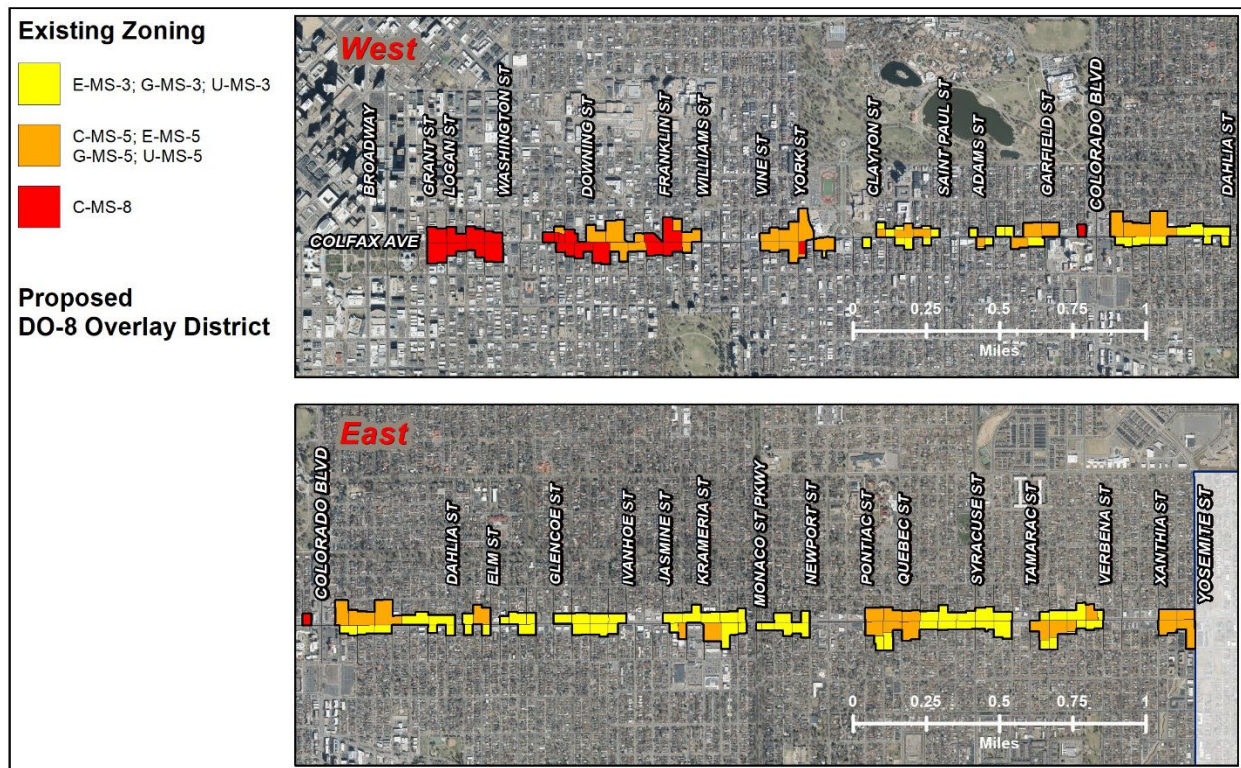 Existing Zoning
E-MS-3; G-MS-3; U-MS-3
C-MS-5; E-MS-5
G-MS-5; U-MS-5
C-MS-8
Proposed
DO-8 Overlay District
West
BROADWAY
GRANT ST
LOGAN ST
WASHINGTON ST
DOWNING ST
FRANKLIN ST
WILLIAMS ST
VINE ST
YORK ST
CLAYTON ST
SAINT PAUL ST
ADAMS ST
GARFIELD ST
COLORADO BLVD
DAHLIA ST
COLFAX AVE
0 0.25 0.5 0.75 1
Miles
East
COLORADO BLVD
DAHLIA ST
ELM ST
GLENCOE ST
IVANHOE ST
JASMINE ST
KRAMERIA ST
MONACO ST PKWY
NEWPORT ST
PONTIAC ST
QUEBEC ST
SYRACUSE ST
TAMARAC ST
VERBENA ST
XANTHIA ST
YOSEMITE ST
0 0.25 0.5 0.75 1
Miles